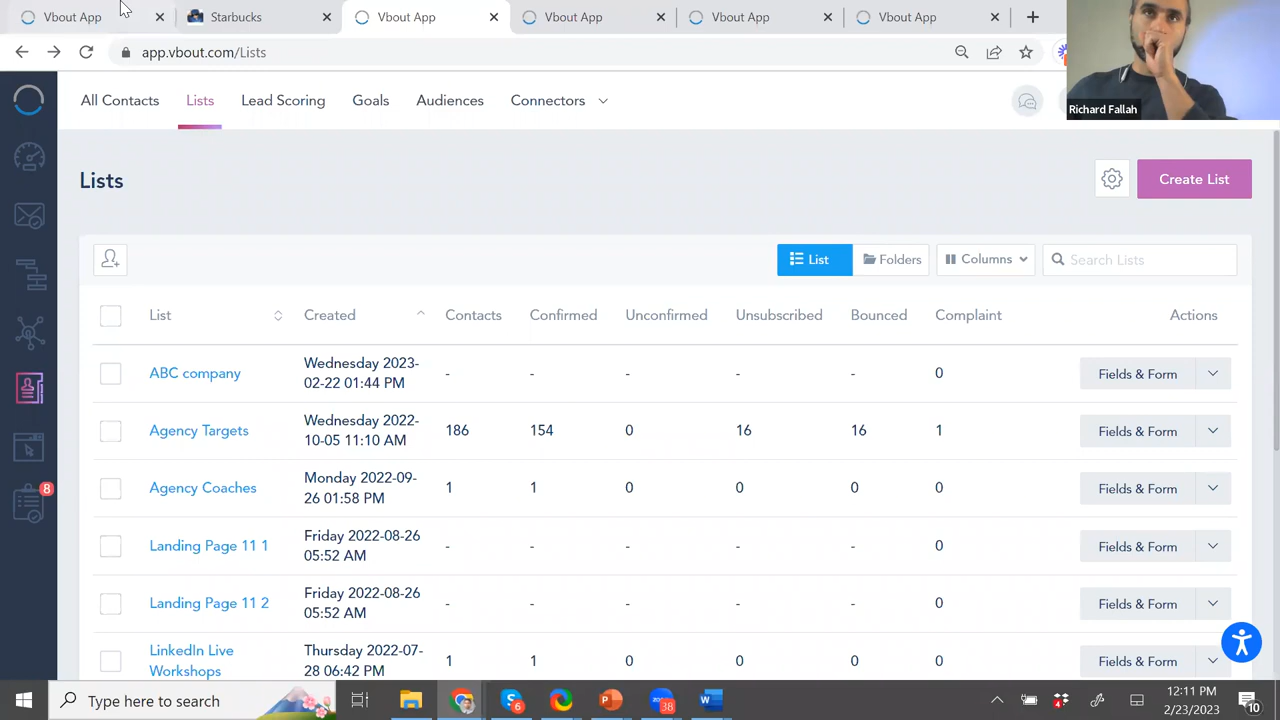 Vbout App
Starbucks
Vbout App
Vbout App
Vbout App
Vbout App
app.vbout.com/Lists
Richard Fallah
All Contacts
Lists
Lead Scoring
Goals
Audiences
Connectors
Lists
Create List
List
Folders
Columns
Search Lists
List
Created
Contacts
Confirmed
Unconfirmed
Unsubscribed
Bounced
Complaint
Actions
ABC company
Wednesday 2023-
02-22 01:44 PM
-
-
-
-
-
0
Fields & Form
Agency Targets
Wednesday 2022-
10-05 11:10 AM
186
154
0
16
16
1
Fields & Form
Agency Coaches
Monday 2022-09-
26 01:58 PM
1
1
0
0
0
0
Fields & Form
Landing Page 11 1
Friday 2022-08-26
05:52 AM
-
-
-
-
-
0
Fields & Form
Landing Page 11 2
Friday 2022-08-26
05:52 AM
-
-
-
-
-
0
Fields & Form
LinkedIn Live
Workshops
Thursday 2022-07-
28 06:42 PM
1
1
0
0
0
0
Fields & Form
8
Type here to search
6
38
4
12:11 PM
2/23/2023
10